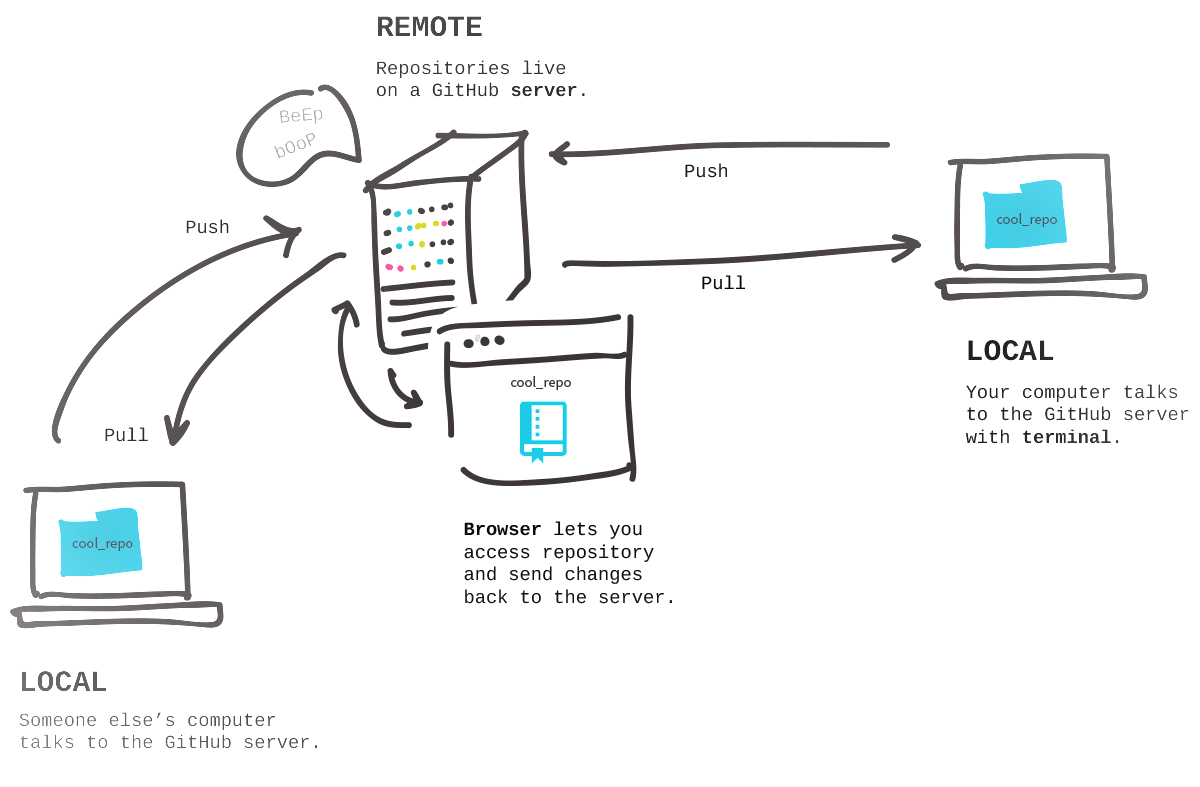 REMOTE
Repositories live
on a GitHub server.
BeEp
bOoP
Push
Push
cool_repo
Pull
cool_repo
LOCAL
Your computer talks
to the GitHub server
with terminal.
Pull
cool_repo
Browser lets you
access repository
and send changes
back to the server.
LOCAL
Someone else’s computer
talks to the GitHub server.